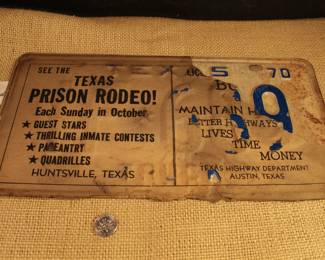 SEE THE
TEXAS
PRISON RODEO!
Each Sunday in October
★ GUEST STARS
★ THRILLING INMATE CONTESTS
★ PAGEANTRY
★ QUADRILLES
HUNTSVILLE, TEXAS
5 70
MAINTAIN
BETTER HIGHWAYS
LIVES
TIME
MONEY
TEXAS HIGHWAY DEPARTMENT
AUSTIN, TEXAS